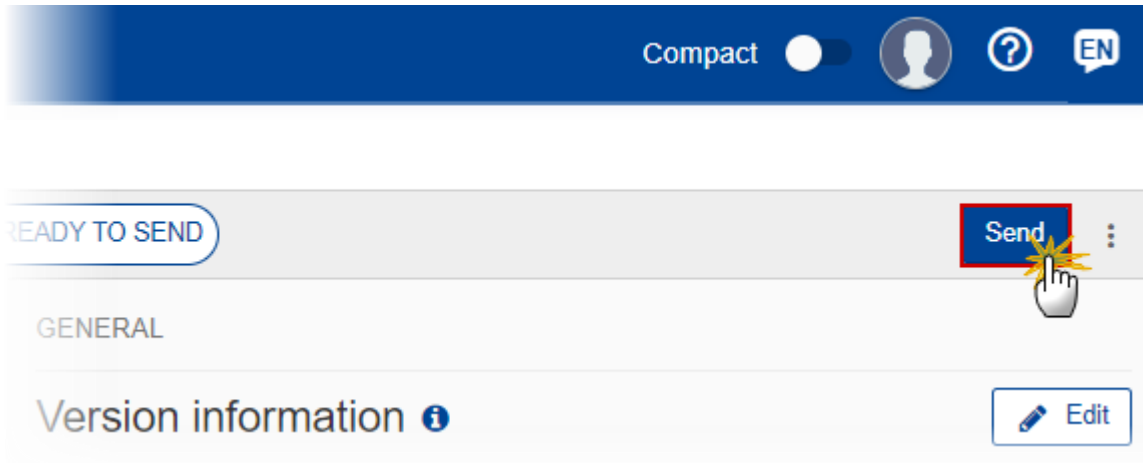 Compact EN
READY TO SEND Send
GENERAL
Version information
Edit